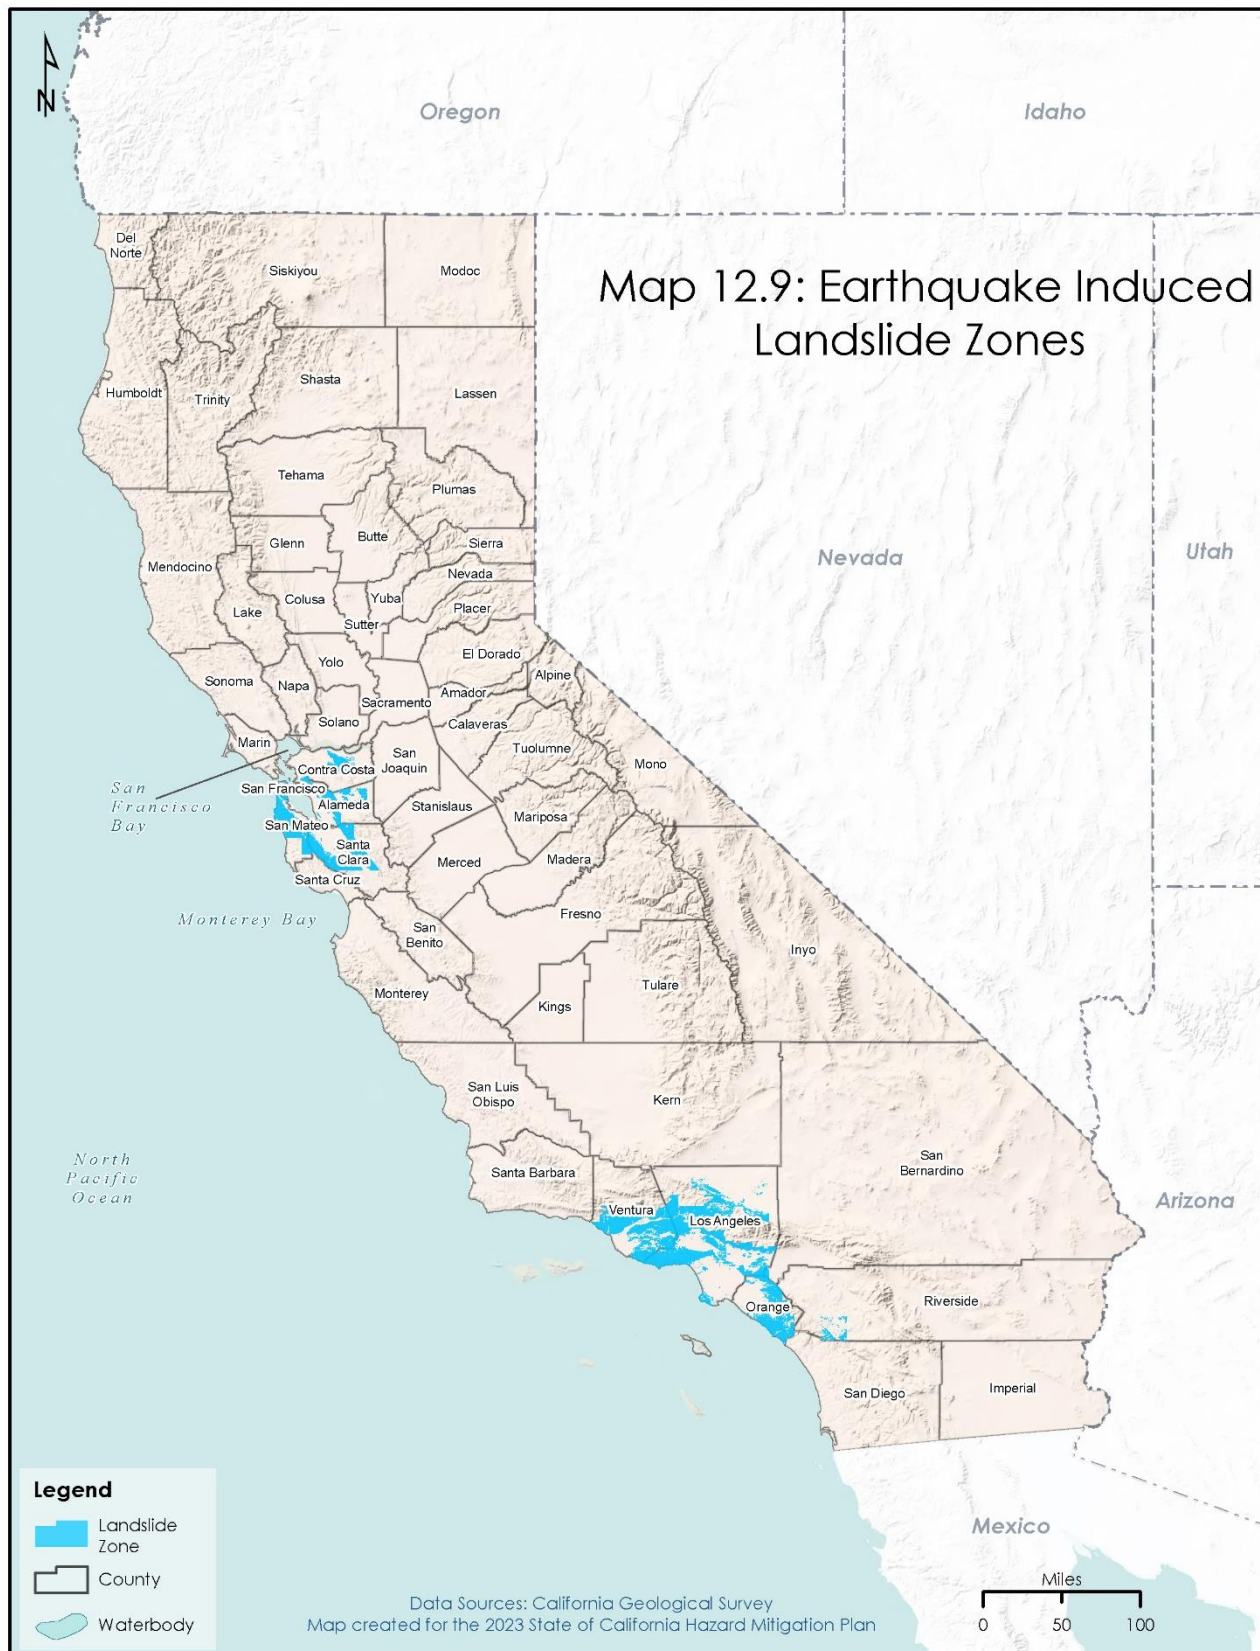 N
Oregon
Idaho
Map 12.9: Earthquake Induced
Landslide Zones
Del
Norte
Siskiyou
Modoc
Humboldt
Trinity
Shasta
Lassen
Tehama
Plumas
Mendocino
Glenn
Butte
Sierra
Nevada
Nevada
Utah
Lake
Colusa
Yuba
Placer
Sutter
El Dorado
Yolo
Alpine
Sonoma
Napa
Sacramento
Amador
Solano
Calaveras
Marin
Tuolumne
San
Joaquin
Mono
Contra Costa
San
Francisco
Bay
San Francisco
Alameda
Stanislaus
Mariposa
San Mateo
Santa
Clara
Merced
Madera
Santa Cruz
Monterey Bay
Fresno
San
Benito
Inyo
Monterey
Kings
Tulare
San Luis
Obispo
Kern
North
Pacific
Ocean
Santa Barbara
San
Bernardino
Arizona
Ventura
Los Angeles
Orange
Riverside
San Diego
Imperial
Mexico
Legend
Landslide
Zone
County
Waterbody
Data Sources: California Geological Survey
Map created for the 2023 State of California Hazard Mitigation Plan
Miles
0 50 100